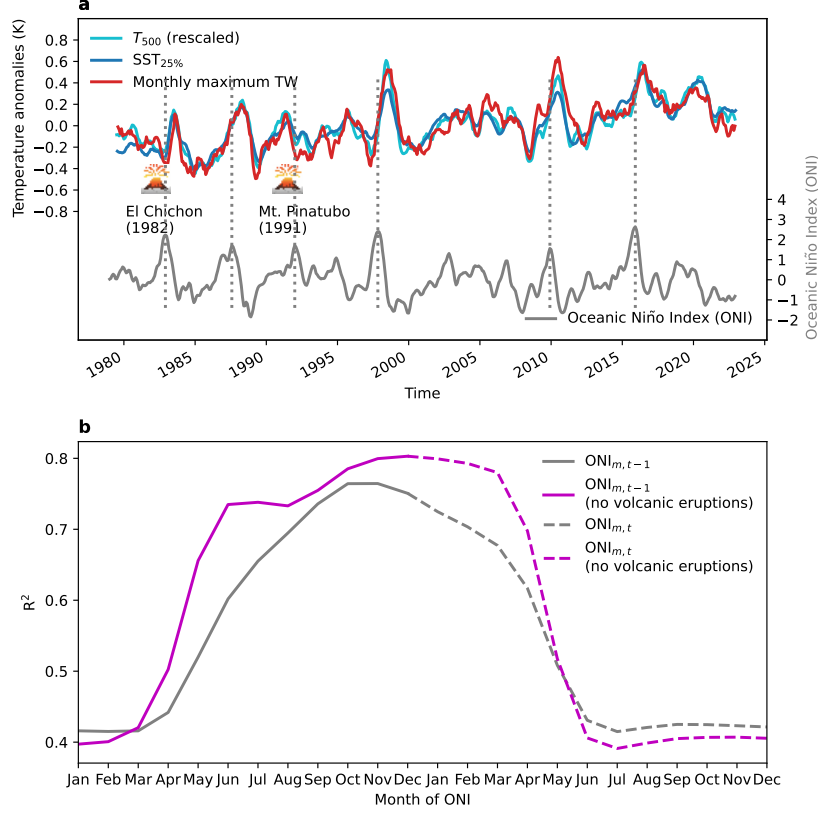 a
Temperature anomalies (K)
0.8
0.6
0.4
0.2
0.0
−0.2
−0.4
−0.6
−0.8
T500 (rescaled)
SST25%
Monthly maximum TW
El Chichon
(1982)
Mt. Pinatubo
(1991)
Oceanic Niño Index (ONI)
4
3
2
1
0
−1
−2
Oceanic Niño Index (ONI)
1980
1985
1990
1995
2000
2005
2010
2015
2020
2025
Time
b
R2
0.8
0.7
0.6
0.5
0.4
ONIm, t−1
ONIm, t−1
(no volcanic eruptions)
ONIm, t
ONIm, t
(no volcanic eruptions)
Jan Feb Mar Apr May Jun Jul Aug Sep Oct Nov Dec Jan Feb Mar Apr May Jun Jul Aug Sep Oct Nov Dec
Month of ONI